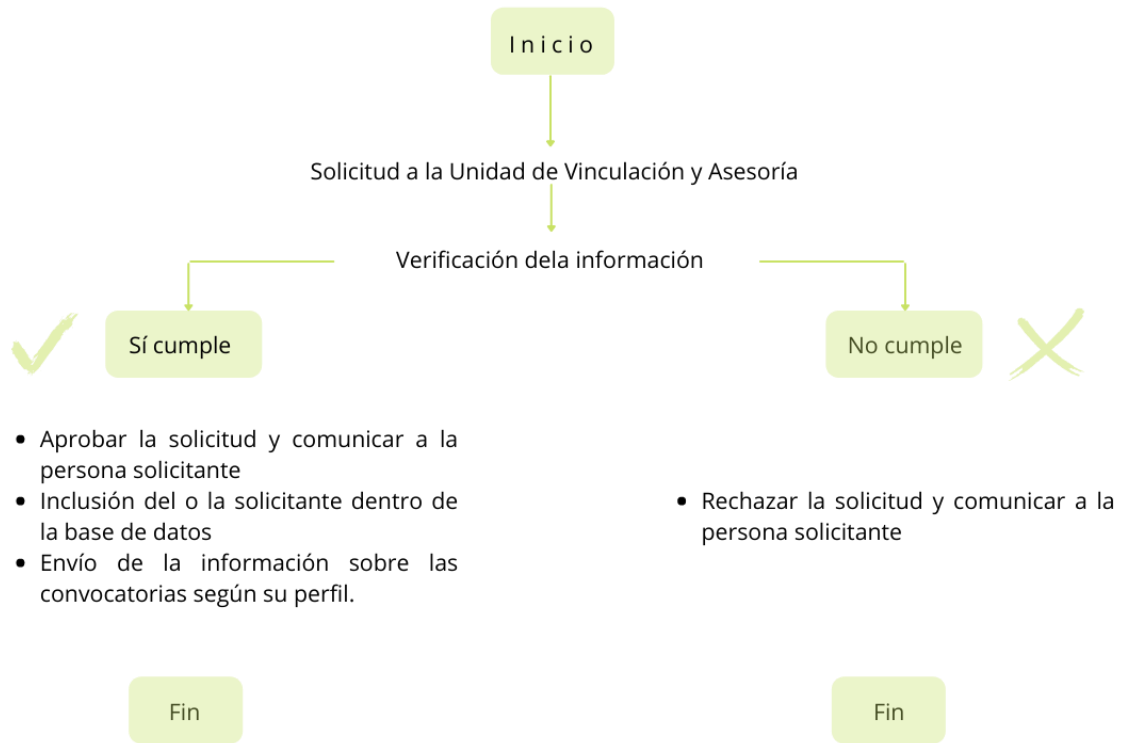 Inicio
Solicitud a la Unidad de Vinculación y Asesoría
Verificación dela información
Sí cumple
No cumple
• Aprobar la solicitud y comunicar a la
persona solicitante
• Inclusión del o la solicitante dentro de
la base de datos
• Envío de la información sobre las
convocatorias según su perfil.
• Rechazar la solicitud y comunicar a la
persona solicitante
Fin
Fin